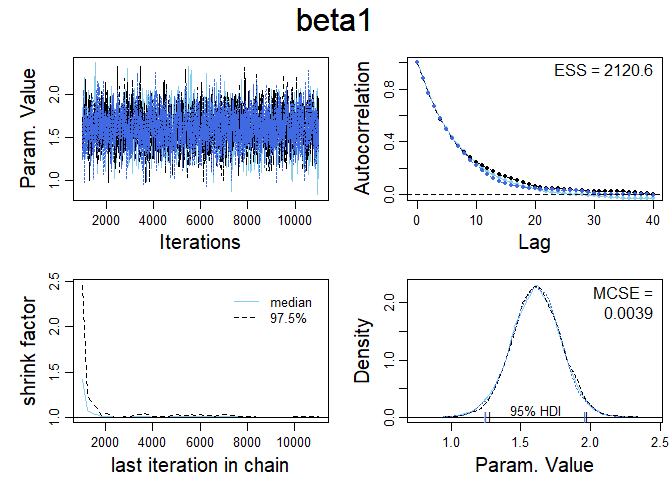 beta1
Param. Value
1.0 1.5 2.0
2000 4000 6000 8000 10000
Iterations
Autocorrelation
0.0 0.4 0.8
ESS = 2120.6
0 10 20 30 40
Lag
shrink factor
1.0 1.5 2.0 2.5
median
97.5%
2000 4000 6000 8000 10000
last iteration in chain
Density
0.0 1.0 2.0
MCSE =
0.0039
95% HDI
1.0 1.5 2.0 2.5
Param. Value